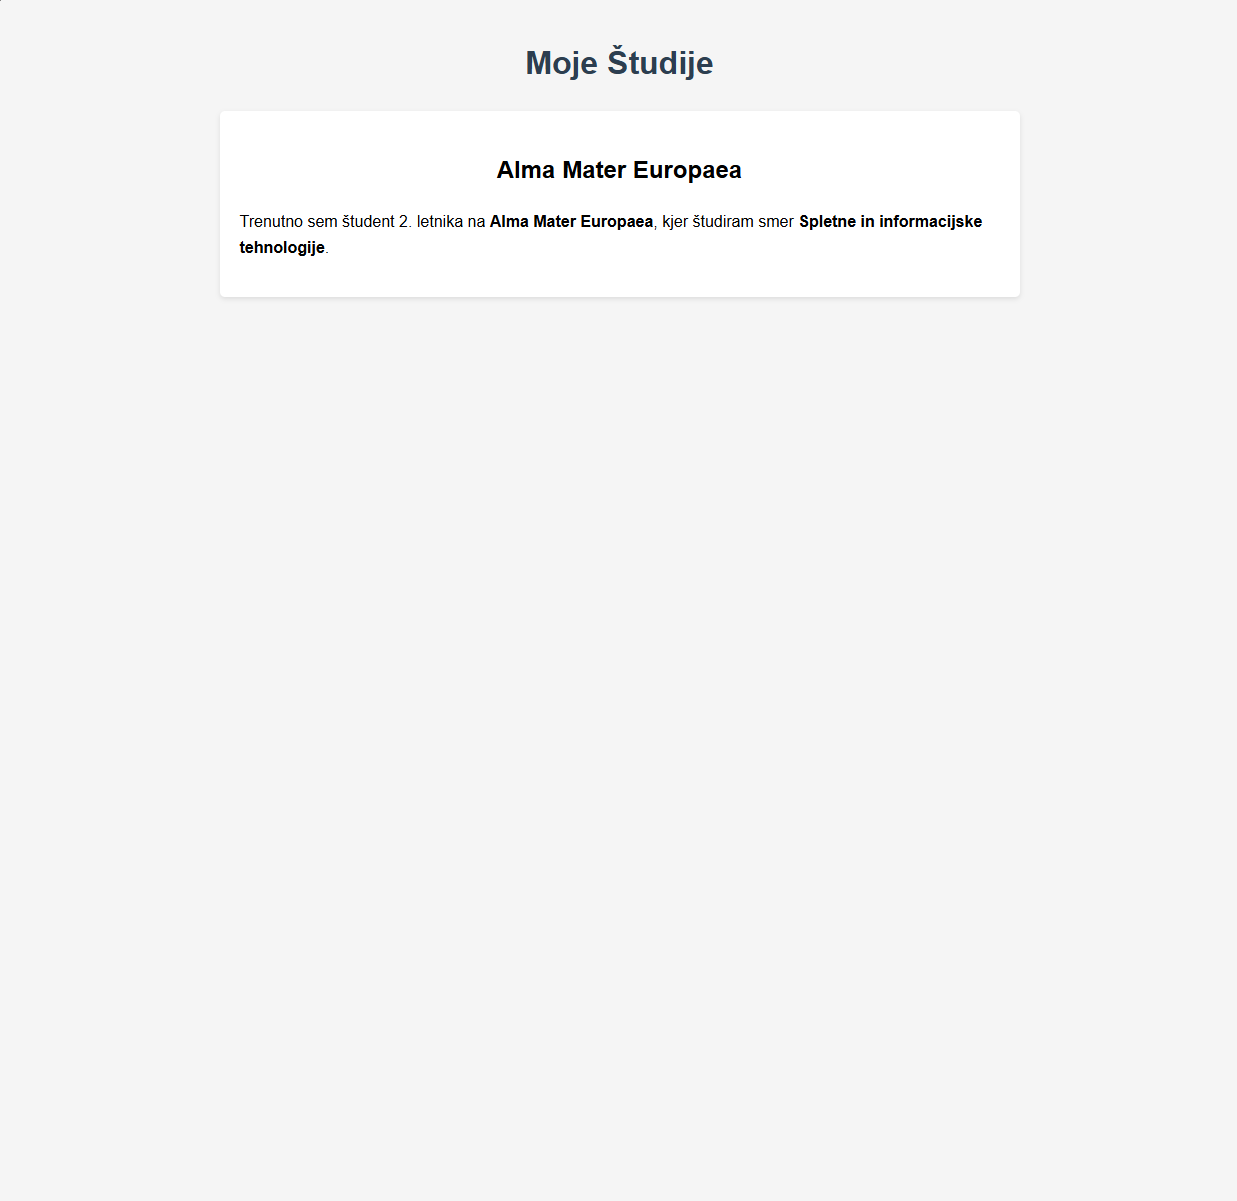 Moje Študije
Alma Mater Europaea
Trenutno sem študent 2. letnika na Alma Mater Europaea, kjer študiram smer Spletne in informacijske
tehnologije.